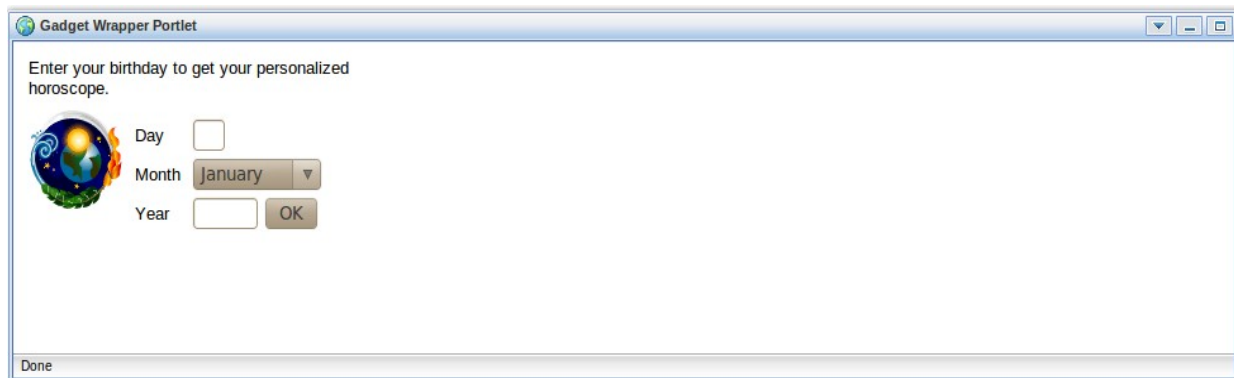 Gadget Wrapper Portlet
Enter your birthday to get your personalized
horoscope.
Day
Month January
Year OK
Done